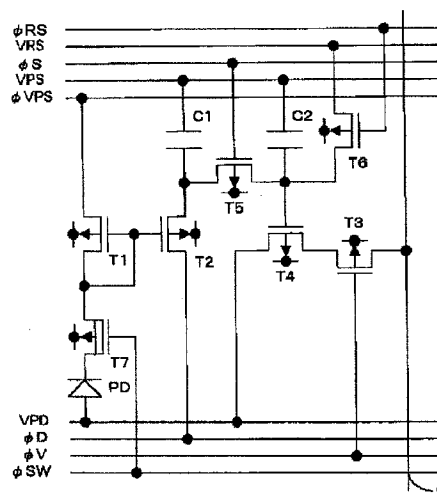 φRS
VRS
φS
VPS
φVPS
C1
C2
T6
T5
T3
T1
T2
T4
T7
PD
VPD
φD
φV
φSW